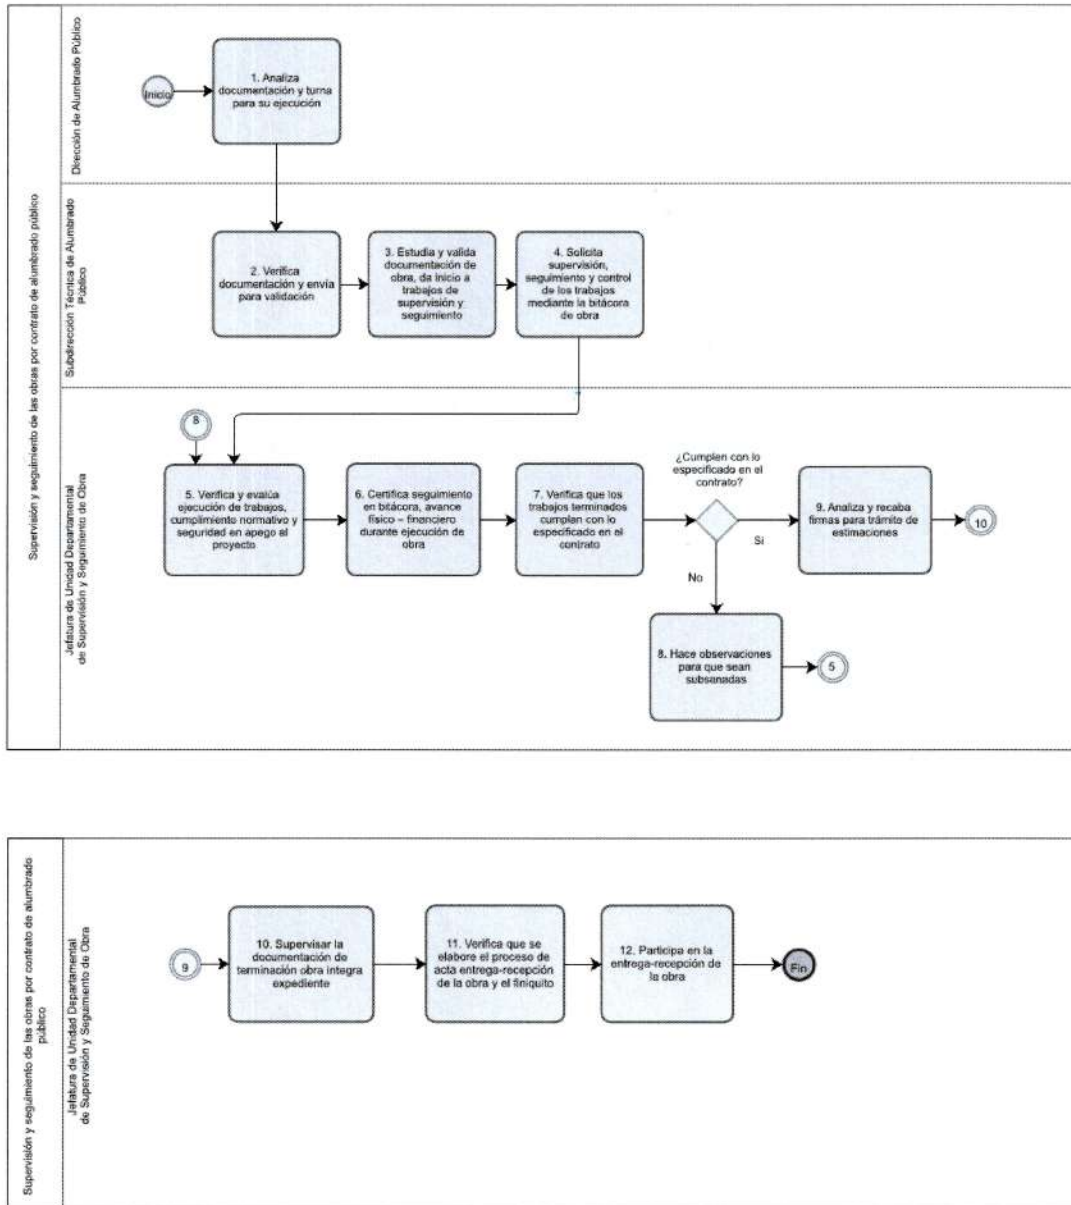 Supervisión y seguimiento de las obras por contrato de alumbrado público
Dirección de Alumbrado Público
Inicio
1. Analiza
documentación y turna
para su ejecución
Subdirección Técnica de Alumbrado
Público
2. Verifica
documentación y envía
para validación
3. Estudia y valida
documentación de
obra, da inicio a
trabajos de
supervisión y
seguimiento
4. Solicita
supervisión,
seguimiento y control
de los trabajos
mediante la bitácora
de obra
Jefatura de Unidad Departamental
de Supervisión y Seguimiento de Obra
8
5. Verifica y evalúa
ejecución de trabajos,
cumplimiento normativo y
seguridad en apego al
proyecto
6. Certifica seguimiento
en bitácora, avance
físico – financiero
durante ejecución de
obra
7. Verifica que los
trabajos terminados
cumplan con lo
especificado en el
contrato
¿Cumplen con lo
especificado en el
contrato?
Si
No
9. Analiza y recaba
firmas para trámite de
estimaciones
10
8. Hace observaciones
para que sean
subsanadas
5
Supervisión y seguimiento de las obras por contrato de alumbrado
público
Jefatura de Unidad Departamental
de Supervisión y Seguimiento de Obra
9
10. Supervisar la
documentación de
terminación obra integra
expediente
11. Verifica que se
elabore el proceso de
acta entrega-recepción
de la obra y el finiquito
12. Participa en la
entrega-recepción de
la obra
Fin